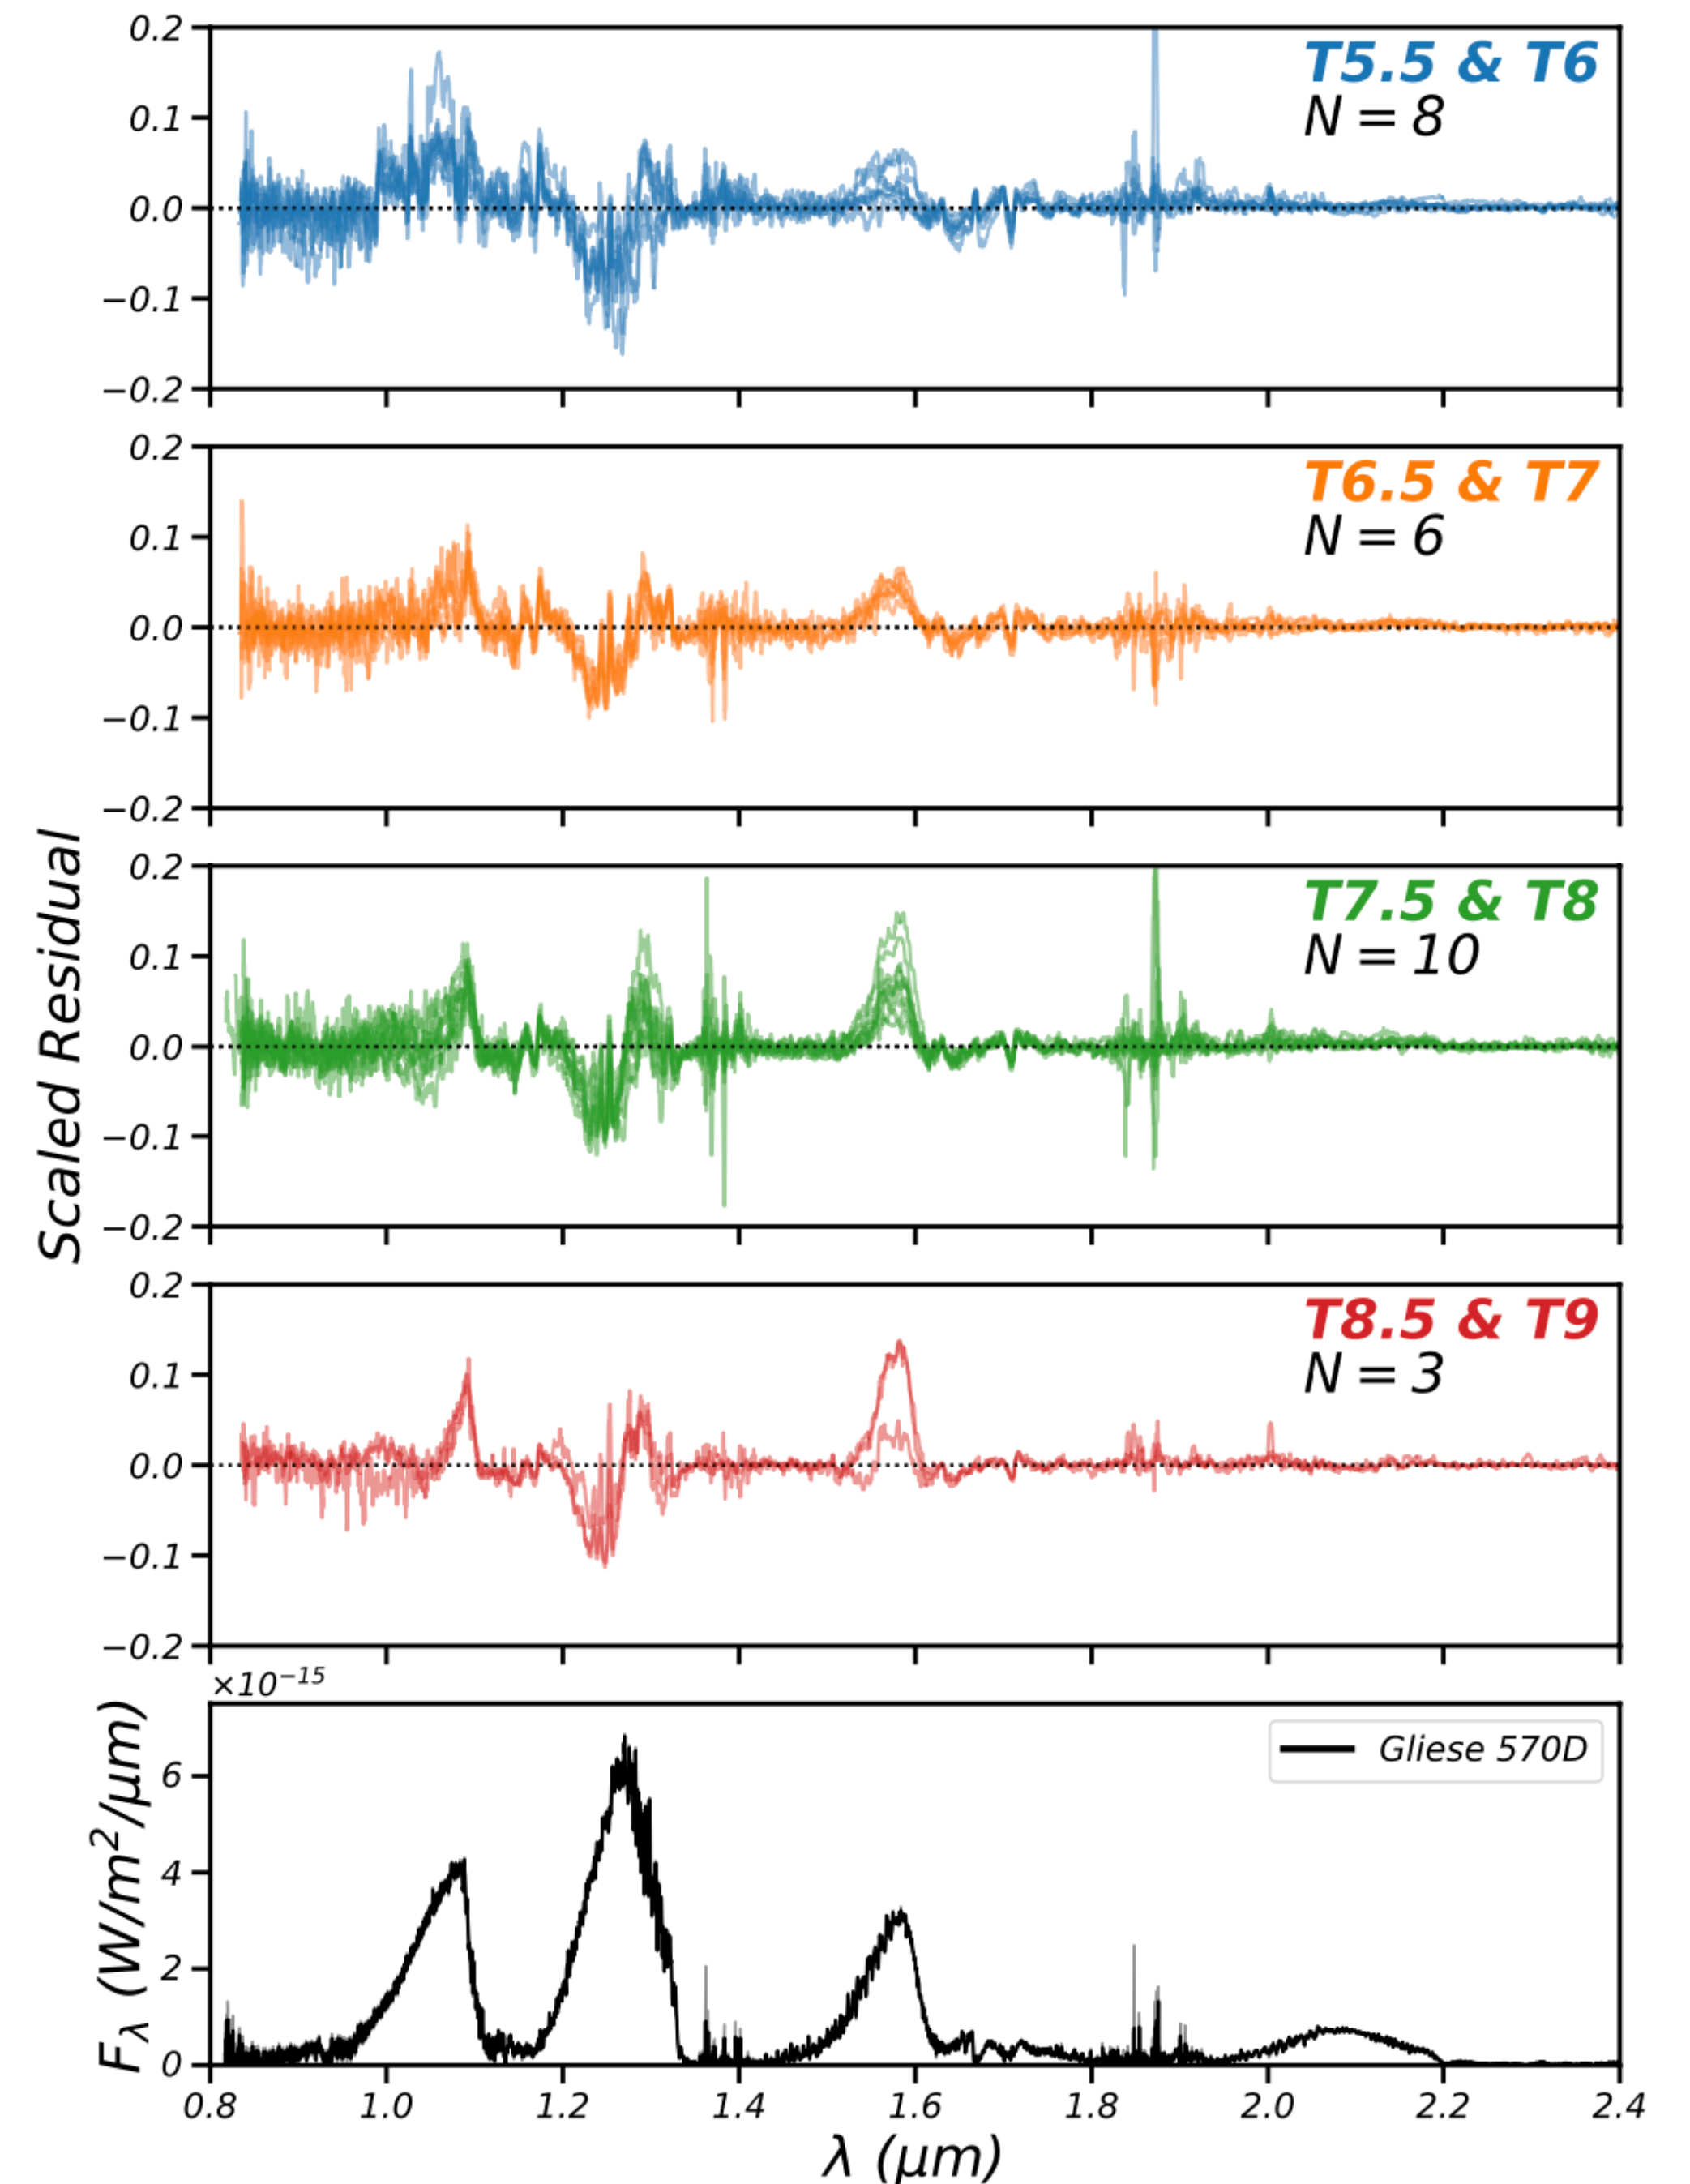 Scaled Residual
0.2
0.1
0.0
−0.1
−0.2
T5.5 & T6
N = 8
0.2
0.1
0.0
−0.1
−0.2
T6.5 & T7
N = 6
0.2
0.1
0.0
−0.1
−0.2
T7.5 & T8
N = 10
0.2
0.1
0.0
−0.1
−0.2
T8.5 & T9
N = 3
×10⁻¹⁵
Fλ (W/m²/μm)
6
4
2
0
Gliese 570D
0.8 1.0 1.2 1.4 1.6 1.8 2.0 2.2 2.4
λ (μm)